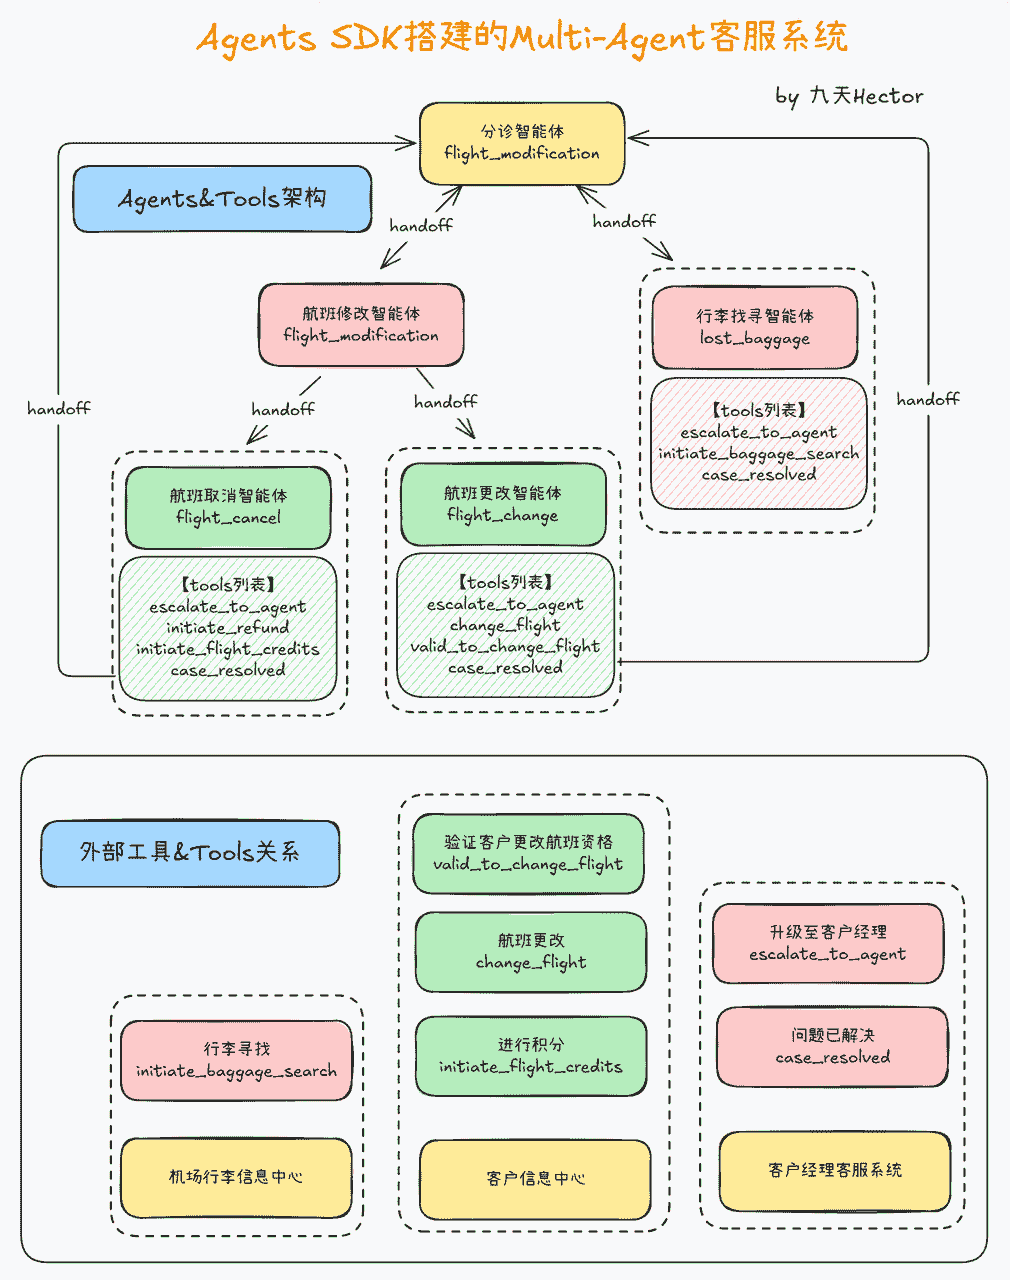 Agents SDK搭建的Multi-Agent客服系统
by 九天Hector
分诊智能体
flight_modification
Agents&Tools架构
handoff
handoff
航班修改智能体
flight_modification
行李找寻智能体
lost_baggage
handoff
handoff
handoff
handoff
【tools列表】
escalate_to_agent
initiate_baggage_search
case_resolved
航班取消智能体
flight_cancel
航班更改智能体
flight_change
【tools列表】
escalate_to_agent
initiate_refund
initiate_flight_credits
case_resolved
【tools列表】
escalate_to_agent
change_flight
valid_to_change_flight
case_resolved
外部工具&Tools关系
验证客户更改航班资格
valid_to_change_flight
航班更改
change_flight
进行积分
initiate_flight_credits
客户信息中心
升级至客户经理
escalate_to_agent
问题已解决
case_resolved
客户经理客服系统
行李寻找
initiate_baggage_search
机场行李信息中心